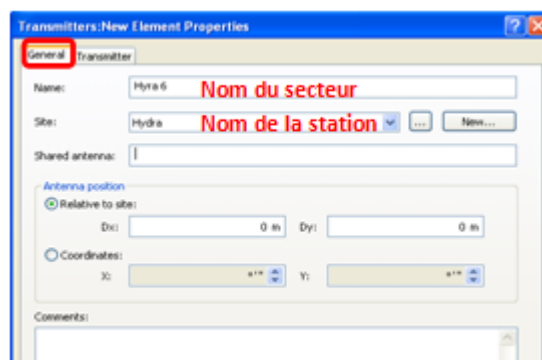 Transmitters:New Element Properties
General Transmitter
Name: Hyra 6 Nom du secteur
Site: Hydra Nom de la station ... New...
Shared antenna:
Antenna position
Relative to site:
Dx: 0 m Dy: 0 m
Coordinates:
X: °'" Y: °'"
Comments: